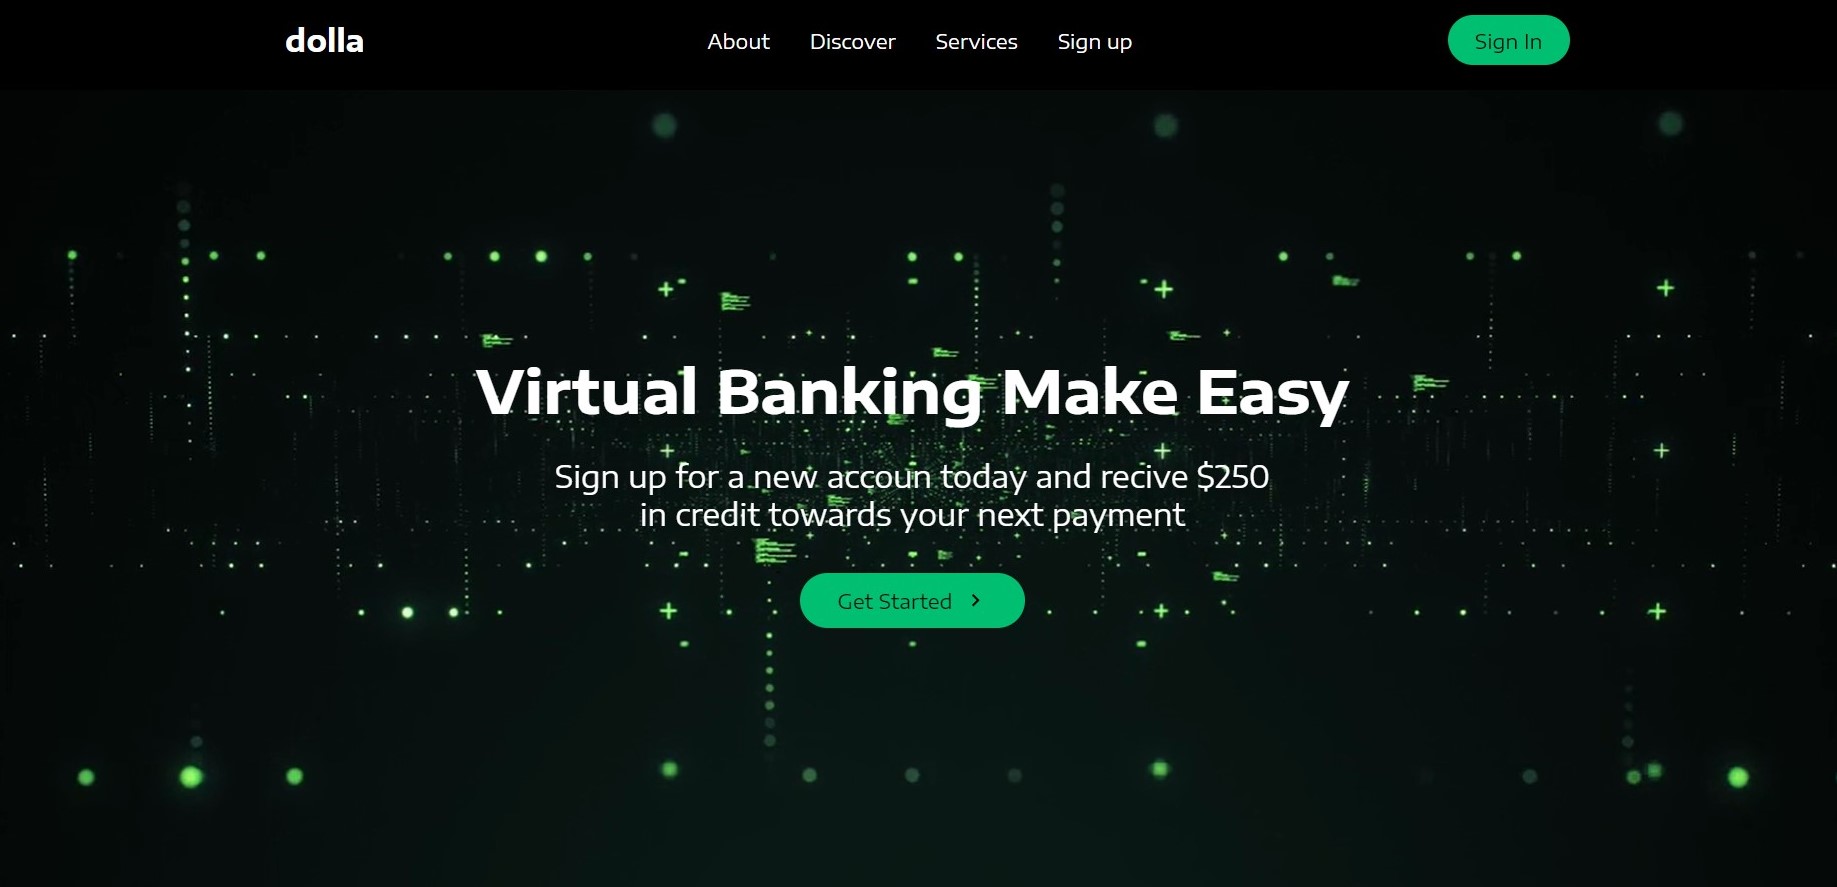 dolla
About
Discover
Services
Sign up
Sign In
Virtual Banking Make Easy
Sign up for a new accoun today and recive $250
in credit towards your next payment
Get Started